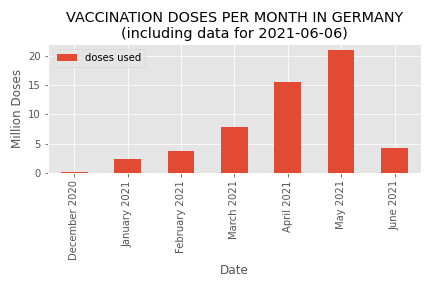 VACCINATION DOSES PER MONTH IN GERMANY
(including data for 2021-06-06)
doses used
Million Doses
20
15
10
5
0
December 2020
January 2021
February 2021
March 2021
April 2021
May 2021
June 2021
Date